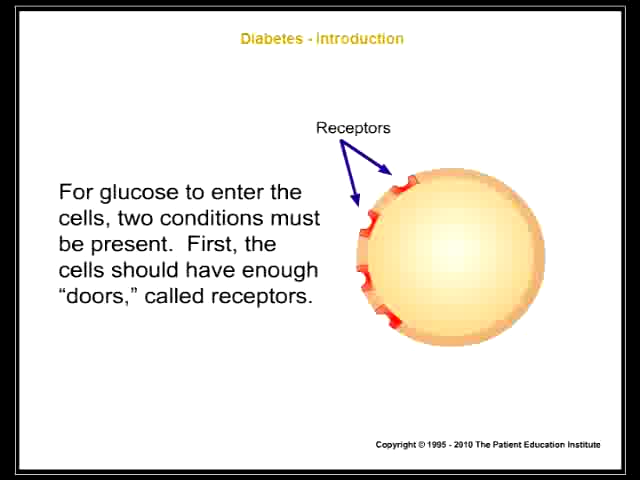 Diabetes - Introduction
Receptors
For glucose to enter the
cells, two conditions must
be present.  First, the
cells should have enough
“doors,” called receptors.
Copyright © 1995 - 2010 The Patient Education Institute